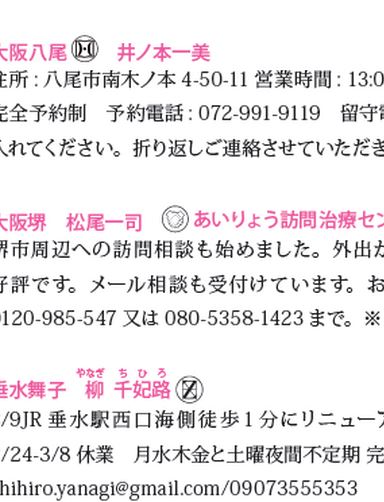 大阪八尾 井ノ本一美
住所 : 八尾市南木ノ本 4-50-11 営業時間 : 13:0
完全予約制 予約電話 : 072-991-9119 留守電
入れてください。折り返しご連絡させていただき
大阪堺 松尾一司 あいりょう訪問治療セン
堺市周辺への訪問相談も始めました。外出か
好評です。メール相談も受付けています。お
0120-985-547 又は 080-5358-1423 まで。※
やなぎ ちひろ
垂水舞子 柳 千妃路
/9JR 垂水駅西口海側徒歩 1 分にリニューア
/24-3/8 休業 月水木金と土曜夜間不定期 完
hihiro.yanagi@gmail.com/09073555353